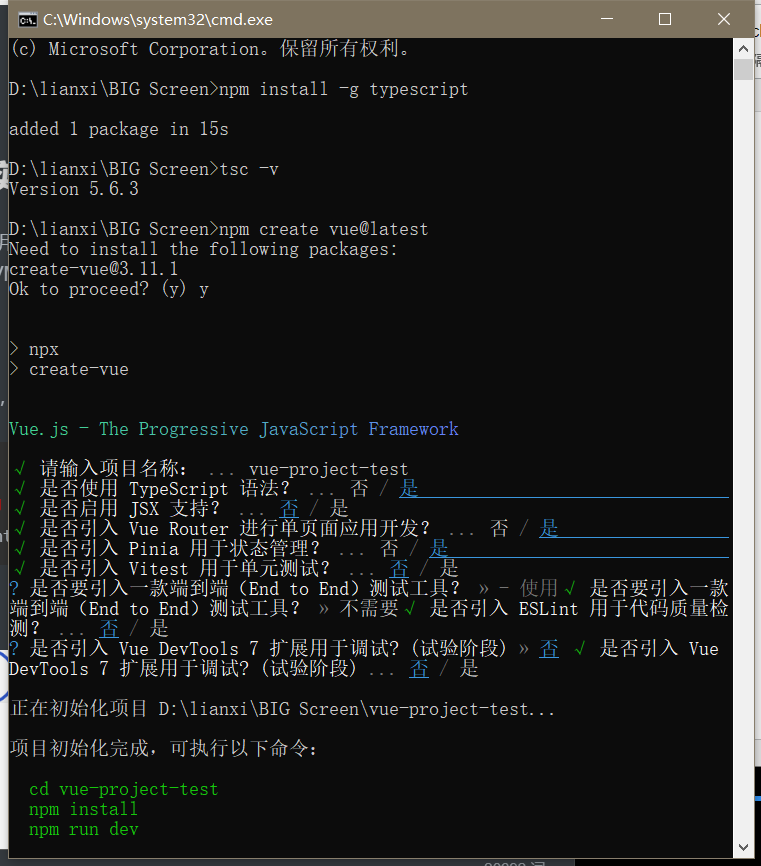 C:\Windows\system32\cmd.exe
(c) Microsoft Corporation。保留所有权利。
D:\lianxi\BIG Screen>npm install -g typescript
added 1 package in 15s
D:\lianxi\BIG Screen>tsc -v
Version 5.6.3
D:\lianxi\BIG Screen>npm create vue@latest
Need to install the following packages:
create-vue@3.11.1
Ok to proceed? (y) y
> npx
> create-vue
Vue.js - The Progressive JavaScript Framework
√ 请输入项目名称： ... vue-project-test
√ 是否使用 TypeScript 语法？ ... 否 / 是
√ 是否启用 JSX 支持？ ... 否 / 是
√ 是否引入 Vue Router 进行单页面应用开发？ ... 否 / 是
√ 是否引入 Pinia 用于状态管理？ ... 否 / 是
√ 是否引入 Vitest 用于单元测试？ ... 否 / 是
? 是否要引入一款端到端（End to End）测试工具？ » - 使用√ 是否要引入一款
端到端（End to End）测试工具？ » 不需要√ 是否引入 ESLint 用于代码质量检
测？ ... 否 / 是
? 是否引入 Vue DevTools 7 扩展用于调试? (试验阶段) » 否 √ 是否引入 Vue
DevTools 7 扩展用于调试? (试验阶段) ... 否 / 是
正在初始化项目 D:\lianxi\BIG Screen\vue-project-test...
项目初始化完成，可执行以下命令：
cd vue-project-test
npm install
npm run dev